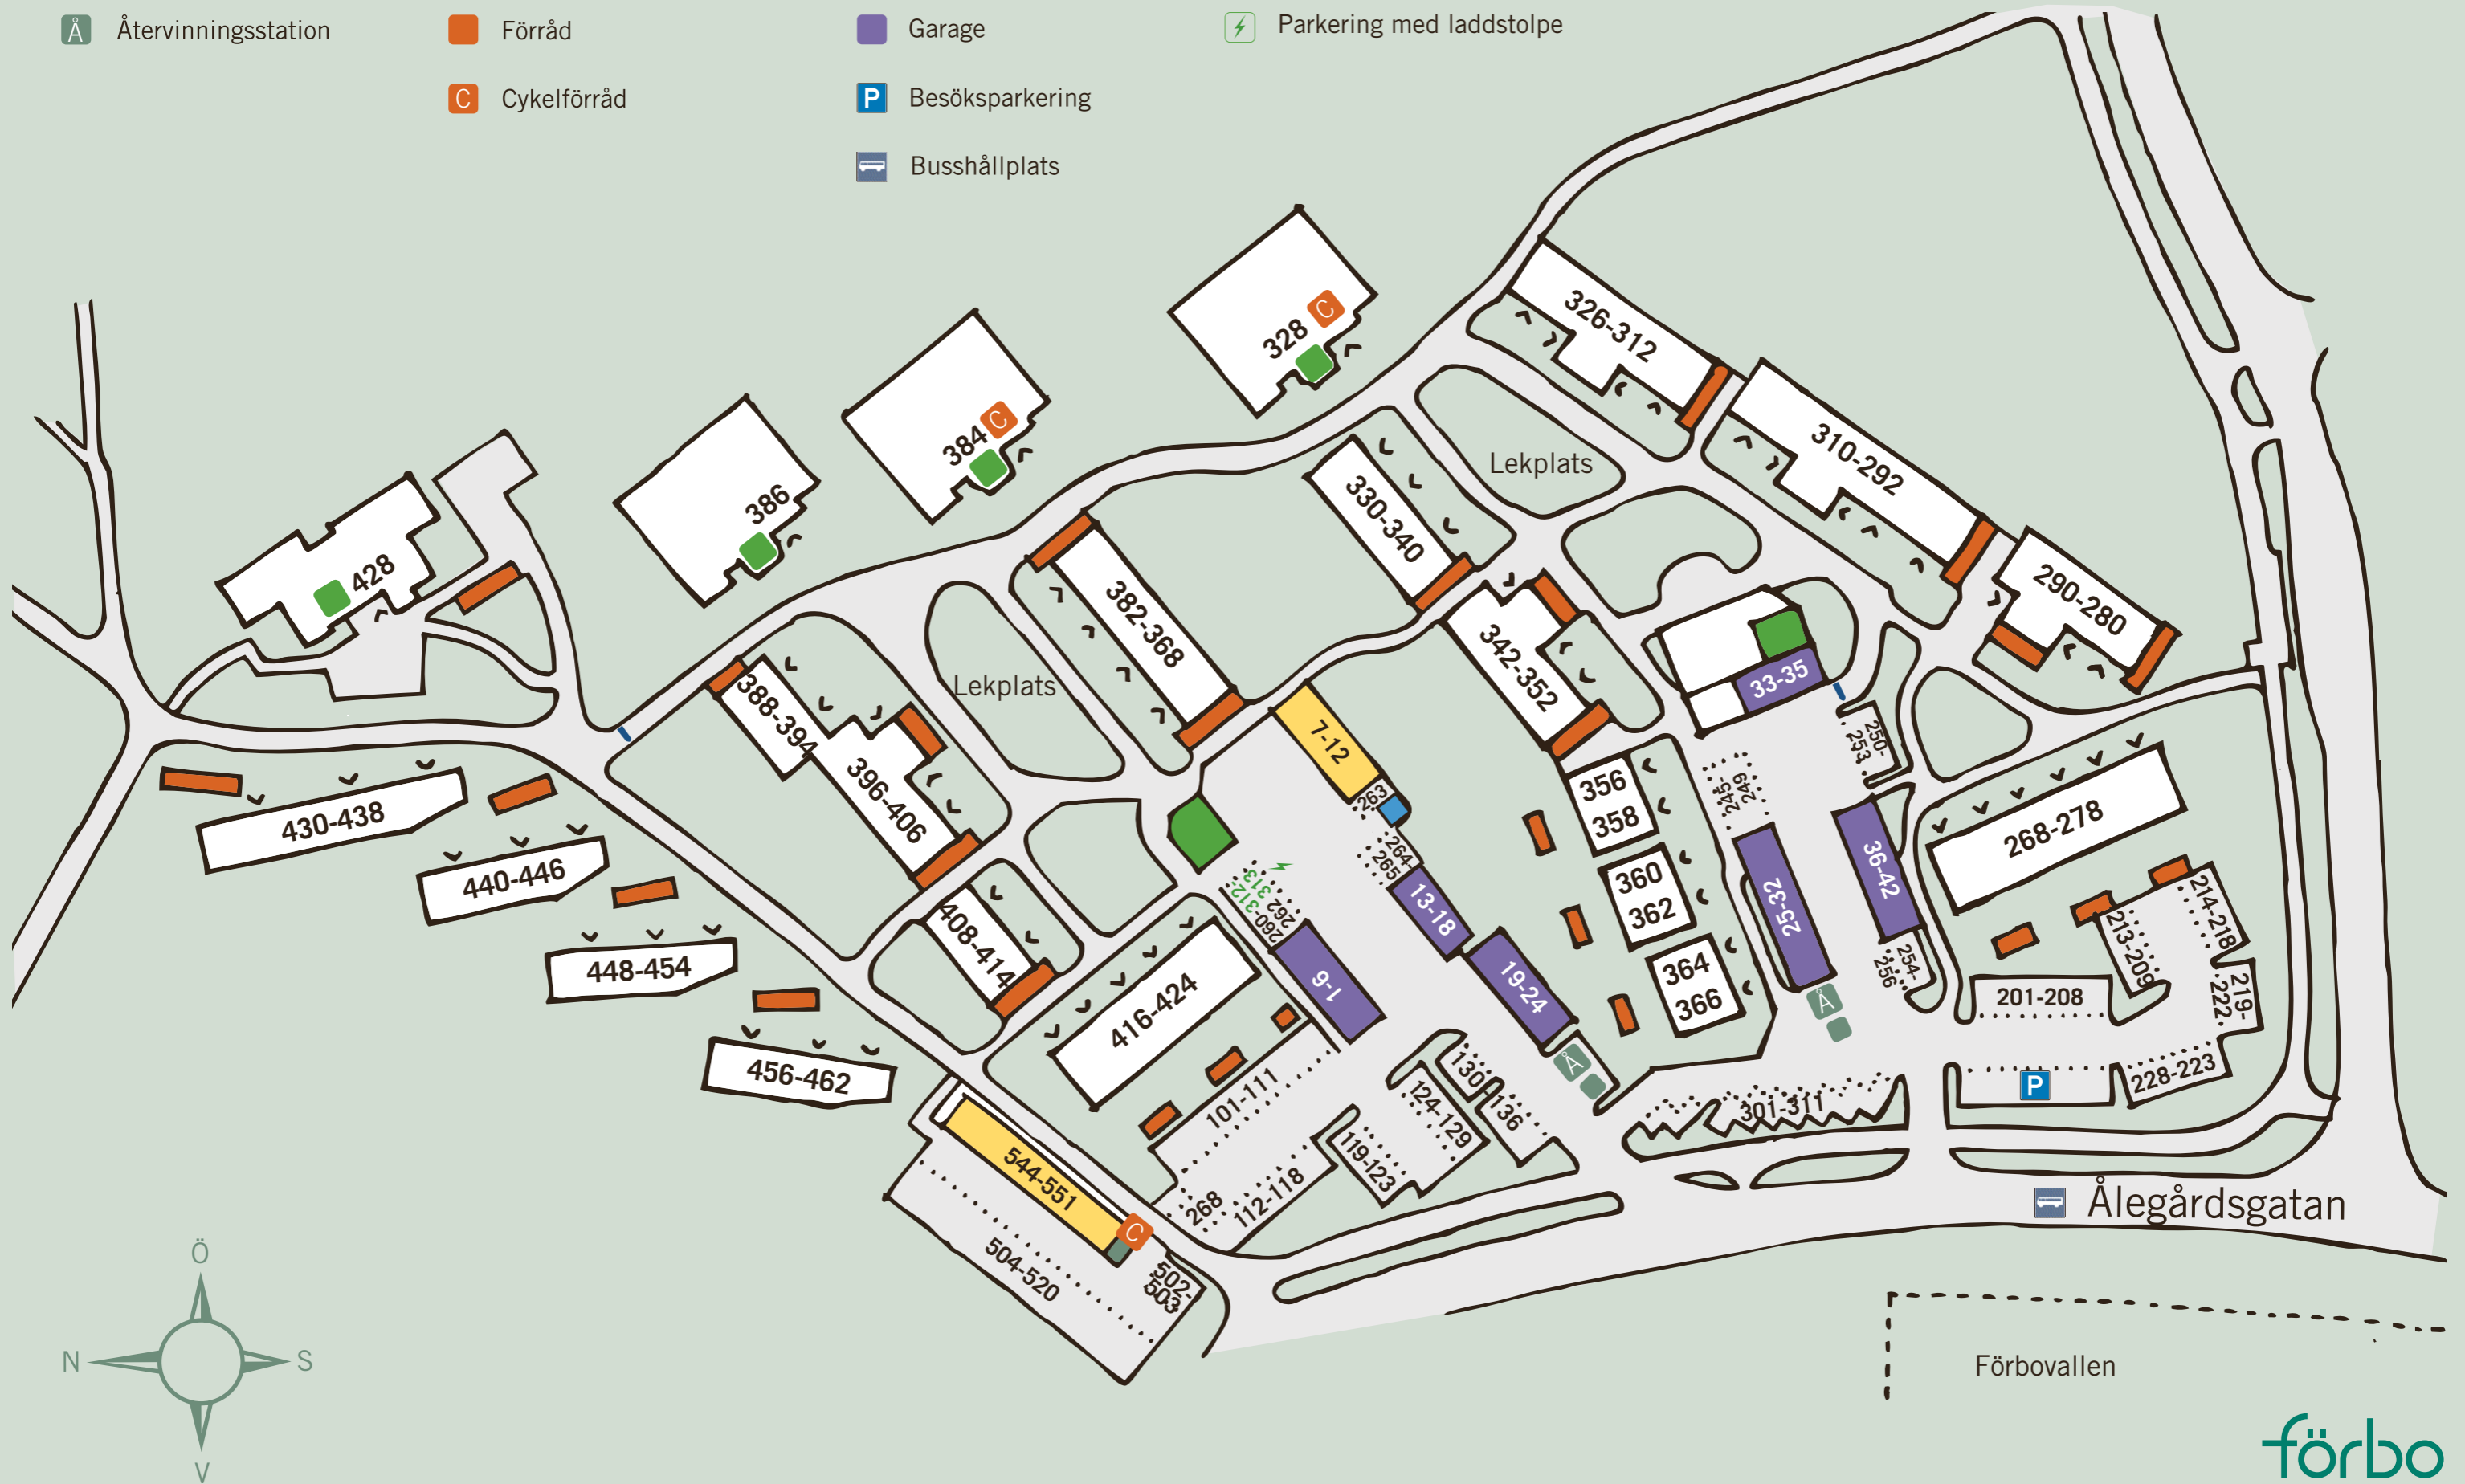 Å Återvinningsstation
Förråd
Garage
Parkering med laddstolpe
C Cykelförråd
P Besöksparkering
Busshållplats
328
C
326-312
384
C
310-292
Lekplats
386
330-340
428
290-280
382-368
342-352
Lekplats
33-35
388-394
7-12
250-
253
356
358
245-
249
263
396-406
430-438
268-278
264-
265
440-446
360
362
36-42
312-
313
260-
262
13-18
25-32
214-218
408-414
213-209
448-454
364
366
254-
256
416-424
1-6
19-24
201-208
219-
222
Å
Å
456-462
101-111
130-136
124-129
301-311
P
228-223
119-123
544-551
268
112-118
C
Ålegårdsgatan
504-520
502-
503
Ö
N
S
V
Förbovallen
förbo